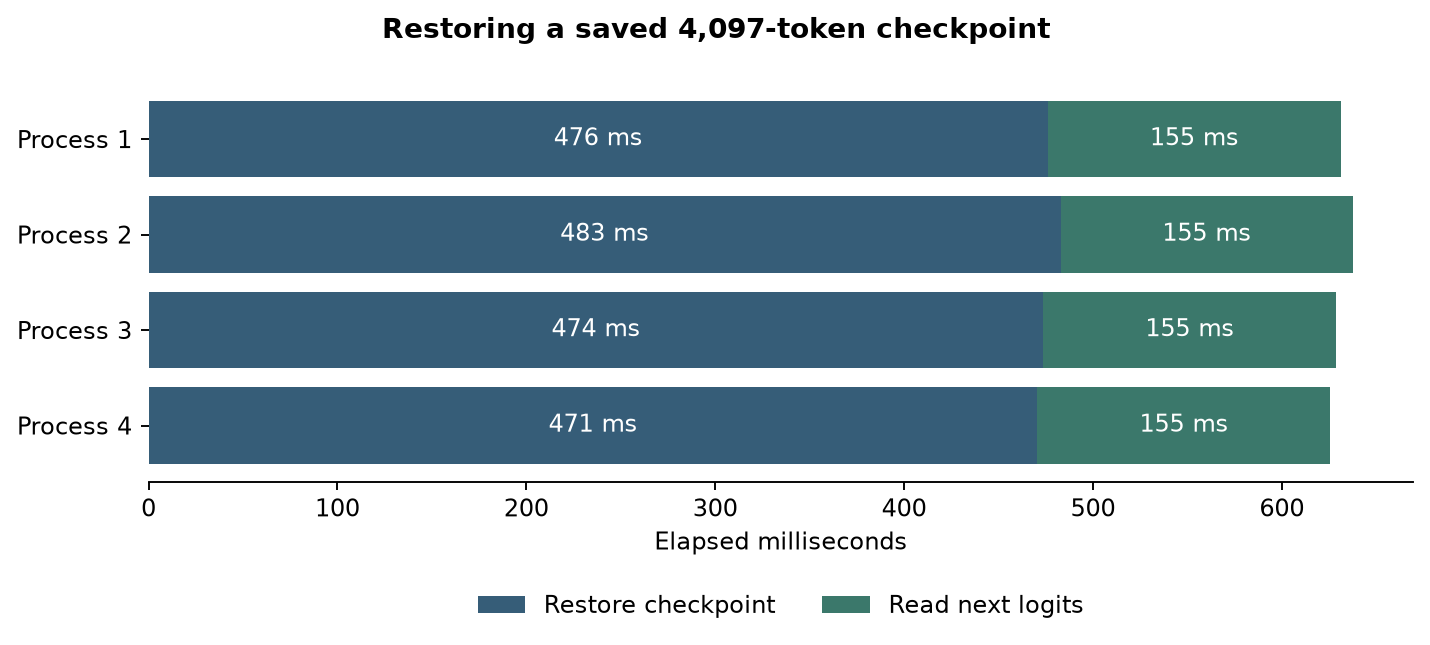 Restoring a saved 4,097-token checkpoint
Process 1
476 ms
155 ms
Process 2
483 ms
155 ms
Process 3
474 ms
155 ms
Process 4
471 ms
155 ms
0 100 200 300 400 500 600
Elapsed milliseconds
Restore checkpoint
Read next logits